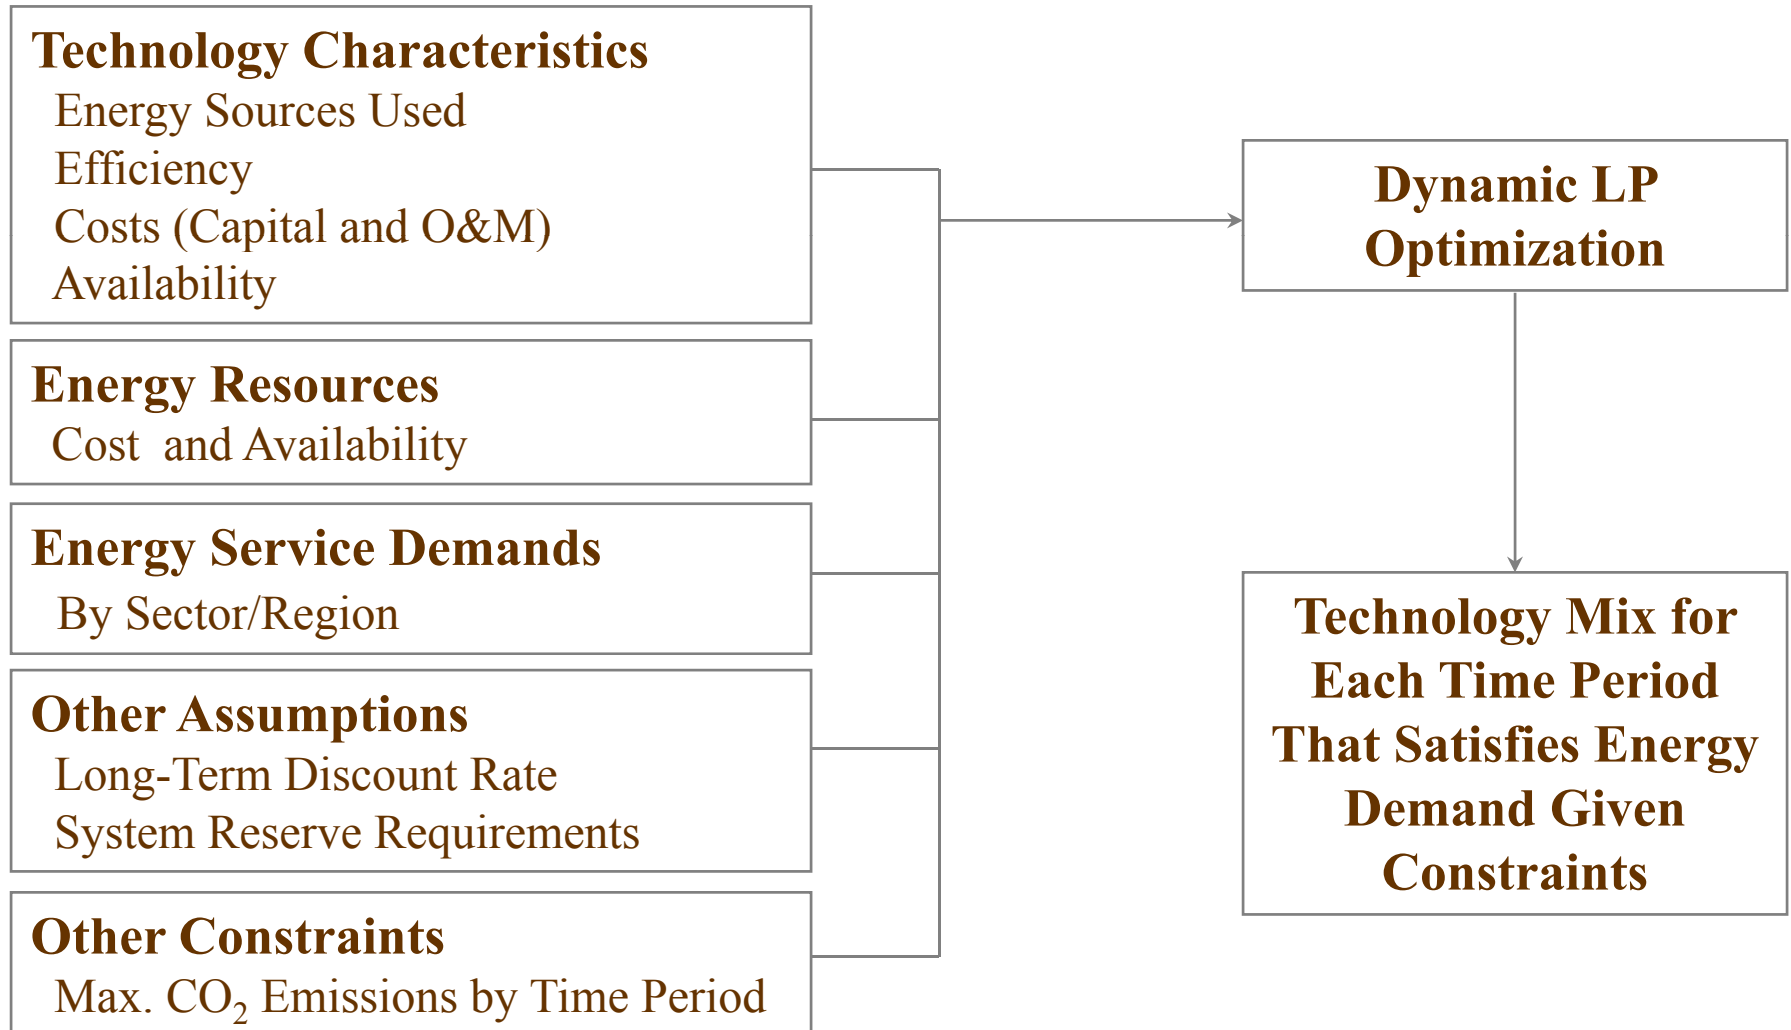 Technology Characteristics
Energy Sources Used
Efficiency
Costs (Capital and O&M)
Availability
Energy Resources
Cost and Availability
Energy Service Demands
By Sector/Region
Other Assumptions
Long-Term Discount Rate
System Reserve Requirements
Other Constraints
Max. CO₂ Emissions by Time Period
Dynamic LP
Optimization
Technology Mix for
Each Time Period
That Satisfies Energy
Demand Given
Constraints